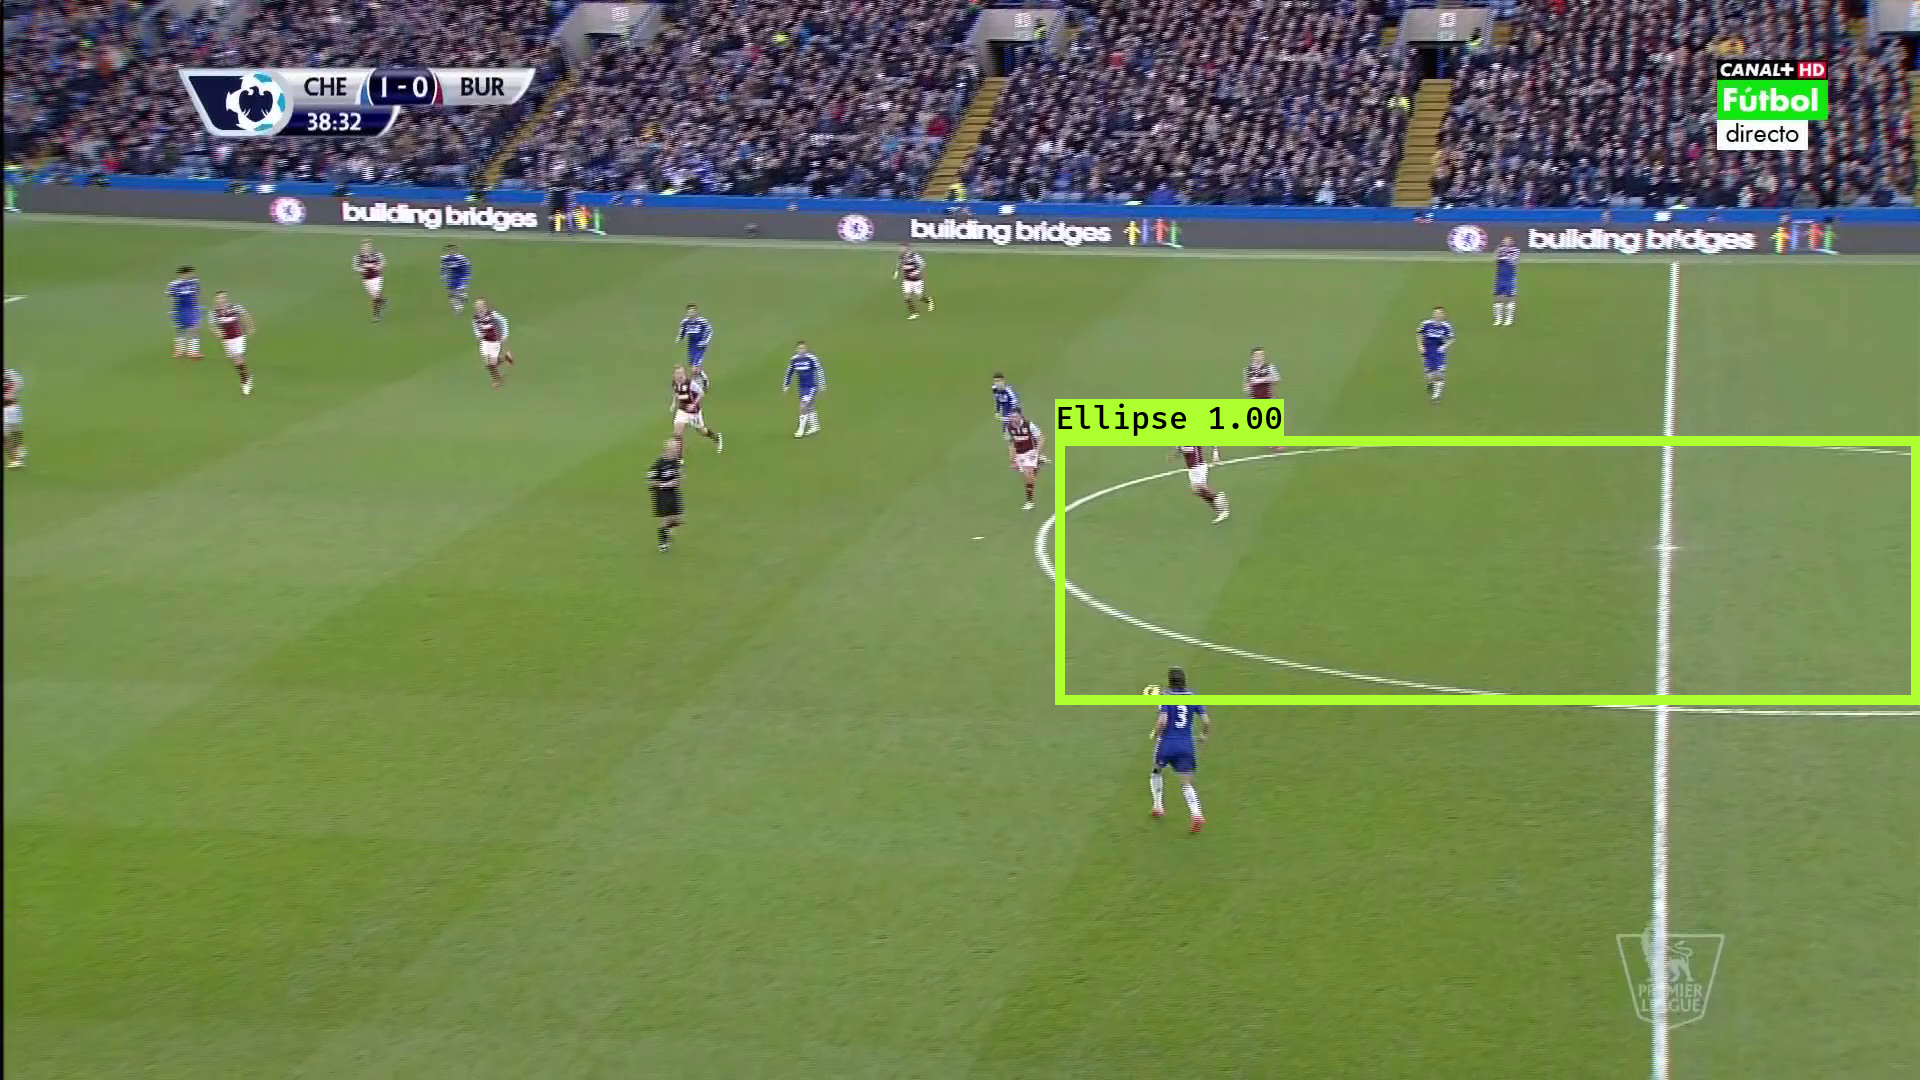 CHE 1-0 BUR
38:32
CANAL+ HD
Fútbol
directo
building bridges
building bridges
building bridges
Ellipse 1.00
3
PREMIER
LEAGUE